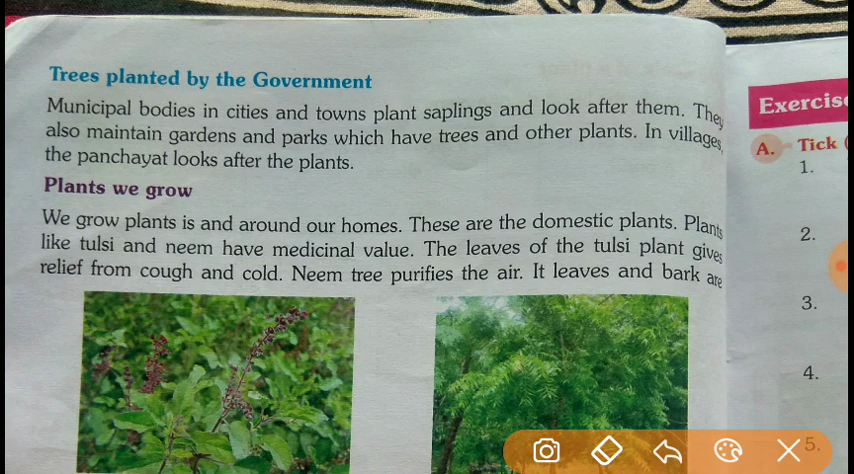 Trees planted by the Government
Municipal bodies in cities and towns plant saplings and look after them. They
also maintain gardens and parks which have trees and other plants. In villages,
the panchayat looks after the plants.
Plants we grow
We grow plants is and around our homes. These are the domestic plants. Plants
like tulsi and neem have medicinal value. The leaves of the tulsi plant gives
relief from cough and cold. Neem tree purifies the air. It leaves and bark are
Exercise
A. Tick (
1.
2.
3.
4.
5.